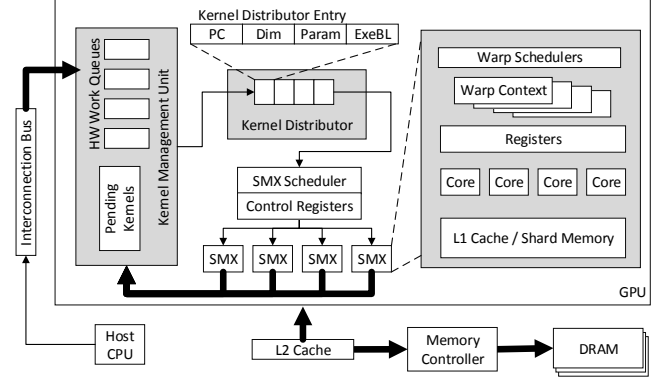 Kernel Distributor Entry
PC Dim Param ExeBL
HW Work Queues
Kernel Management Unit
Pending
Kernels
Interconnection Bus
Kernel Distributor
SMX Scheduler
Control Registers
SMX SMX SMX SMX
Warp Schedulers
Warp Context
Registers
Core Core Core Core
L1 Cache / Shard Memory
GPU
Host
CPU
L2 Cache
Memory
Controller
DRAM